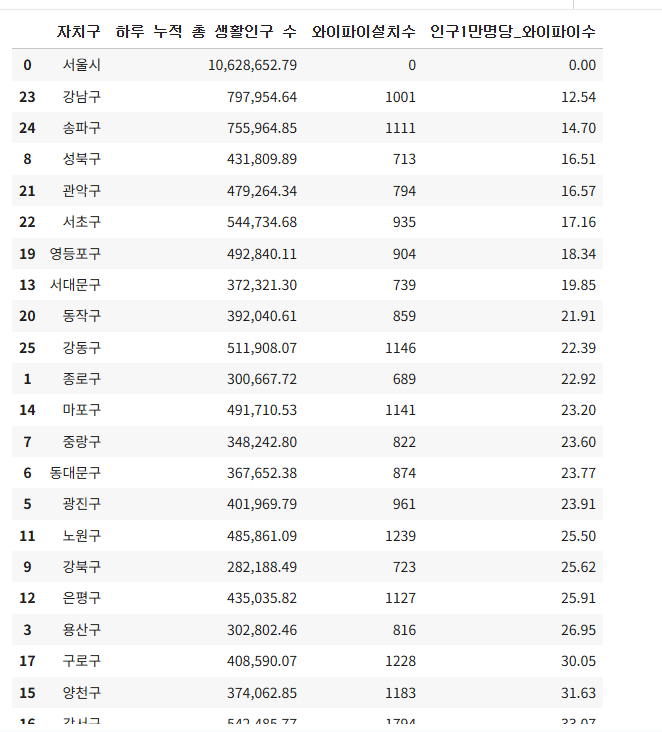 자치구 하루 누적 총 생활인구 수 와이파이설치수 인구1만명당_와이파이수
0 서울시 10,628,652.79 0 0.00
23 강남구 797,954.64 1001 12.54
24 송파구 755,964.85 1111 14.70
8 성북구 431,809.89 713 16.51
21 관악구 479,264.34 794 16.57
22 서초구 544,734.68 935 17.16
19 영등포구 492,840.11 904 18.34
13 서대문구 372,321.30 739 19.85
20 동작구 392,040.61 859 21.91
25 강동구 511,908.07 1146 22.39
1 종로구 300,667.72 689 22.92
14 마포구 491,710.53 1141 23.20
7 중랑구 348,242.80 822 23.60
6 동대문구 367,652.38 874 23.77
5 광진구 401,969.79 961 23.91
11 노원구 485,861.09 1239 25.50
9 강북구 282,188.49 723 25.62
12 은평구 435,035.82 1127 25.91
3 용산구 302,802.46 816 26.95
17 구로구 408,590.07 1228 30.05
15 양천구 374,062.85 1183 31.63
16 강서구 542,485.77 1794 33.07